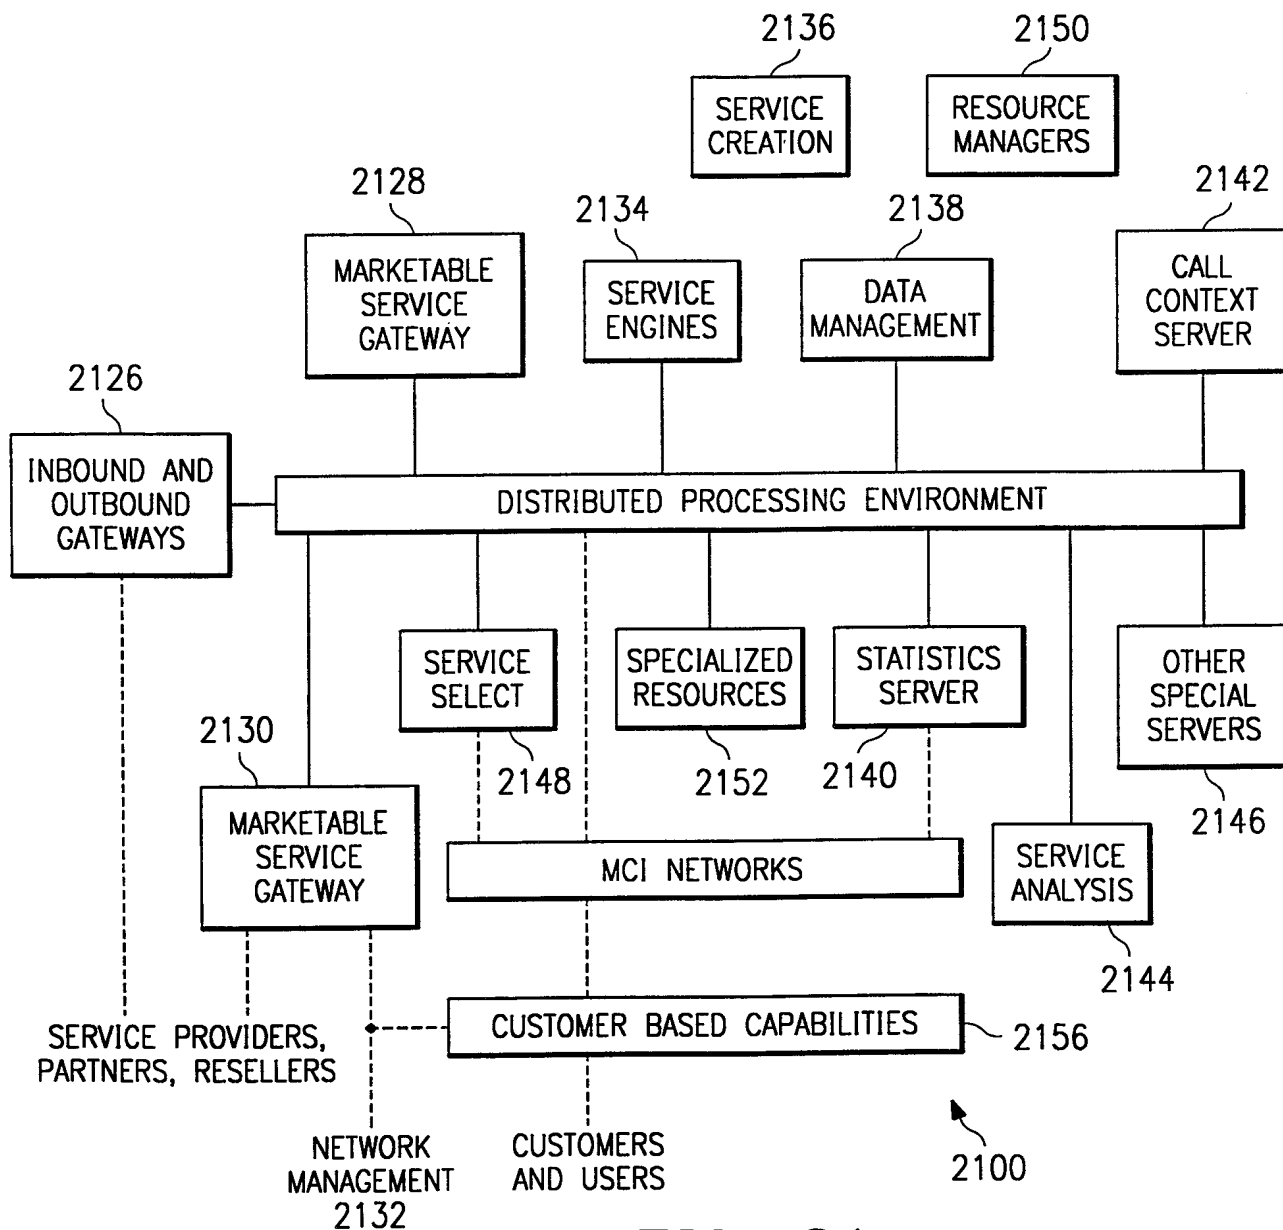 2136
2150
SERVICE
CREATION
RESOURCE
MANAGERS
2128
2134
2138
2142
MARKETABLE
SERVICE
GATEWAY
SERVICE
ENGINES
DATA
MANAGEMENT
CALL
CONTEXT
SERVER
2126
INBOUND AND
OUTBOUND
GATEWAYS
DISTRIBUTED PROCESSING ENVIRONMENT
SERVICE
SELECT
SPECIALIZED
RESOURCES
STATISTICS
SERVER
OTHER
SPECIAL
SERVERS
2130
2148
2152
2140
2146
MARKETABLE
SERVICE
GATEWAY
MCI NETWORKS
SERVICE
ANALYSIS
2144
SERVICE PROVIDERS,
PARTNERS, RESELLERS
CUSTOMER BASED CAPABILITIES
2156
NETWORK
MANAGEMENT
2132
CUSTOMERS
AND USERS
2100